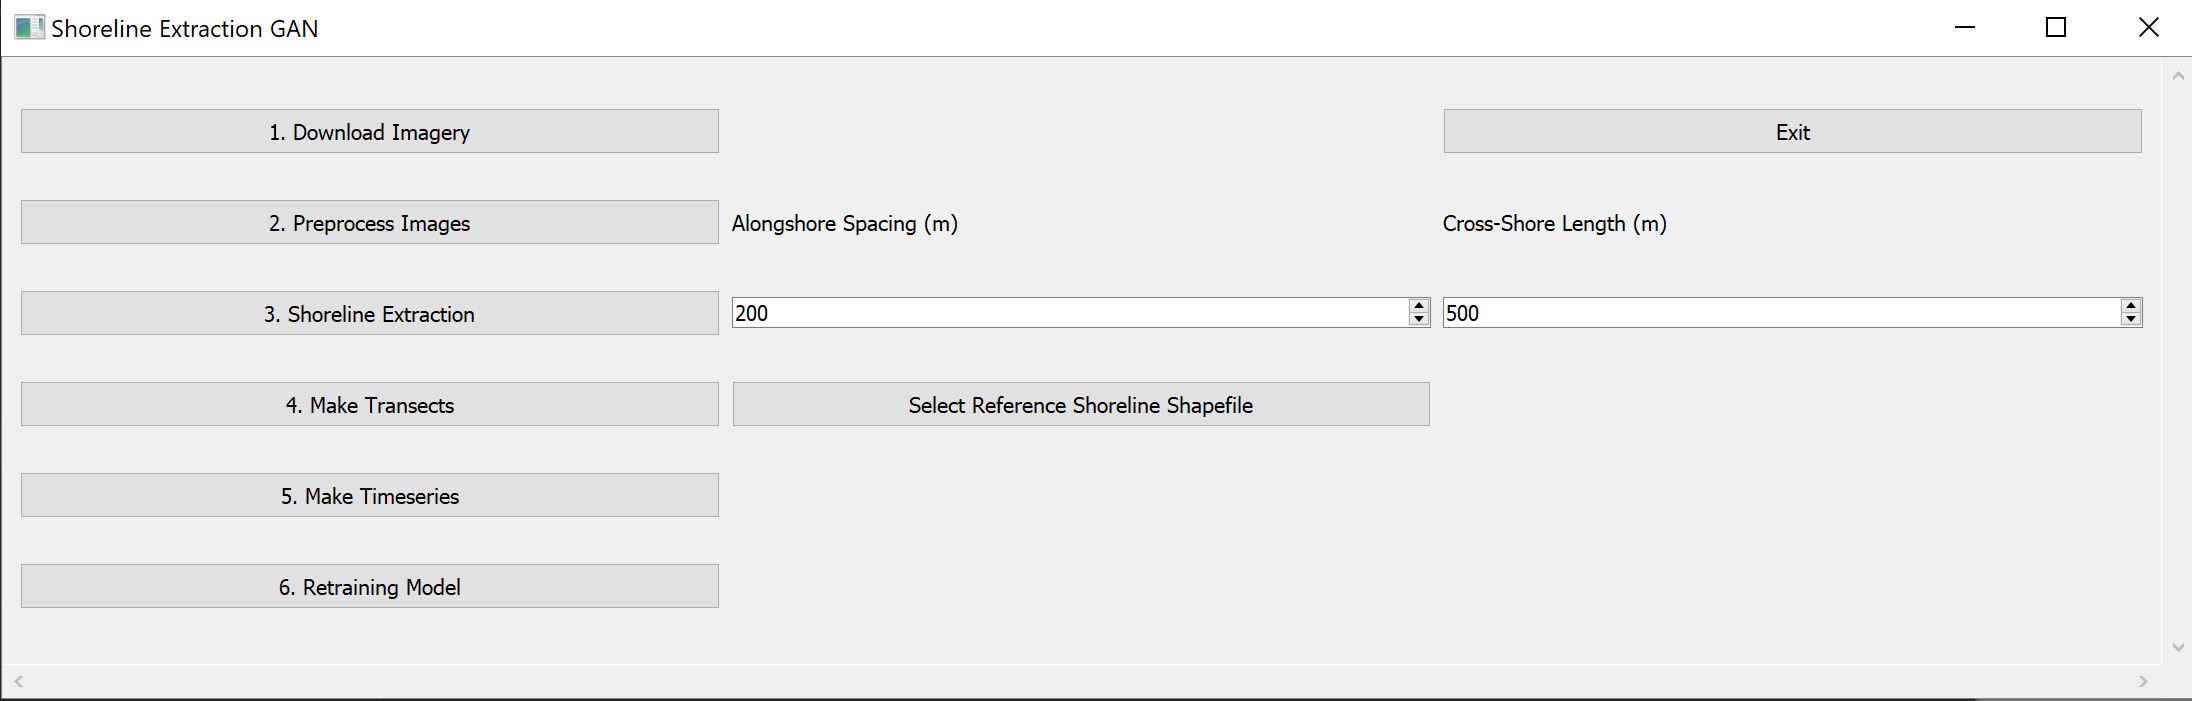 Shoreline Extraction GAN
1. Download Imagery
Exit
2. Preprocess Images
Alongshore Spacing (m)
Cross-Shore Length (m)
3. Shoreline Extraction
200
500
4. Make Transects
Select Reference Shoreline Shapefile
5. Make Timeseries
6. Retraining Model